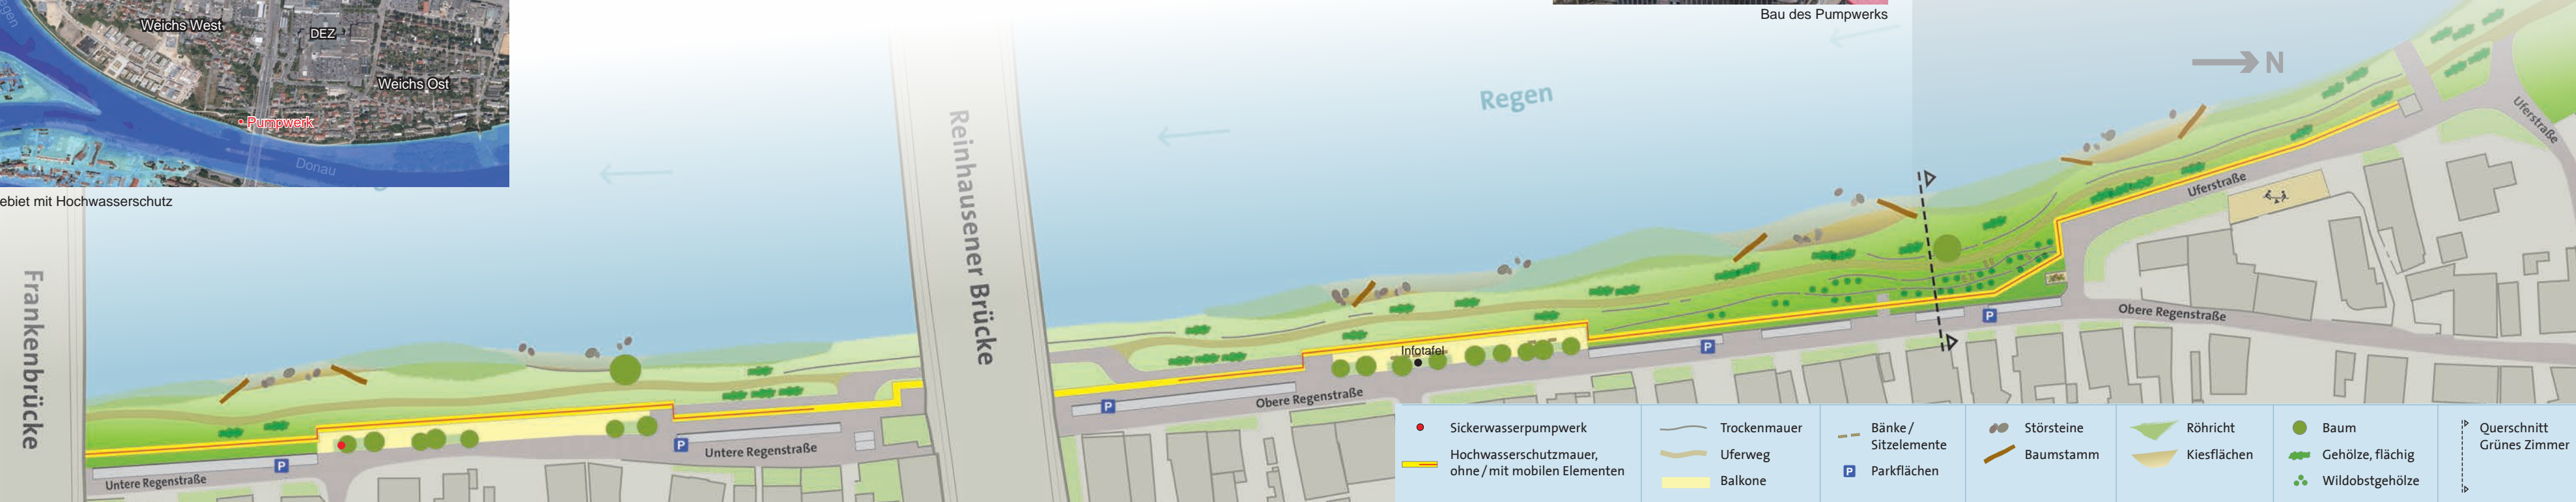 egen
Weichs West
DEZ
Weichs Ost
Pumpwerk
Donau
ebiet mit Hochwasserschutz
Bau des Pumpwerks
N
Regen
Reinhausener Brücke
Frankenbrücke
Uferstraße
Uferstraße
Obere Regenstraße
Infotafel
P
P
P
Obere Regenstraße
P
P
Untere Regenstraße
Untere Regenstraße
Sickerwasserpumpwerk
Hochwasserschutzmauer,
ohne / mit mobilen Elementen
Trockenmauer
Uferweg
Balkone
Bänke /
Sitzelemente
P Parkflächen
Störsteine
Baumstamm
Röhricht
Kiesflächen
Baum
Gehölze, flächig
Wildobstgehölze
Querschnitt
Grünes Zimmer